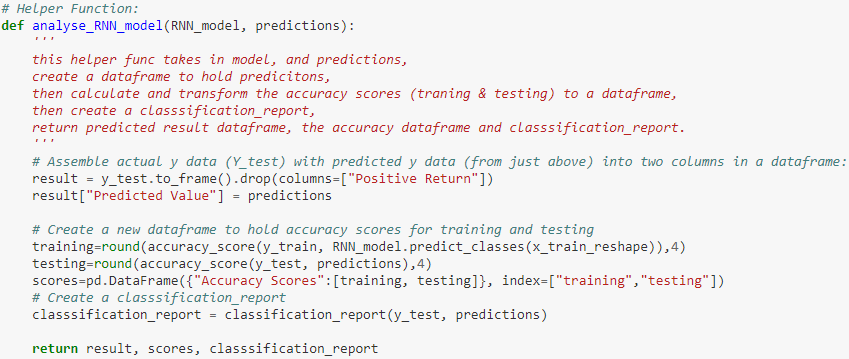 # Helper Function:
def analyse_RNN_model(RNN_model, predictions):
'''
this helper func takes in model, and predictions,
create a dataframe to hold predicitons,
then calculate and transform the accuracy scores (traning & testing) to a dataframe,
then create a classsification_report,
return predicted result dataframe, the accuracy dataframe and classsification_report.
'''
# Assemble actual y data (Y_test) with predicted y data (from just above) into two columns in a dataframe:
result = y_test.to_frame().drop(columns=["Positive Return"])
result["Predicted Value"] = predictions
# Create a new dataframe to hold accuracy scores for training and testing
training=round(accuracy_score(y_train, RNN_model.predict_classes(x_train_reshape)),4)
testing=round(accuracy_score(y_test, predictions),4)
scores=pd.DataFrame({"Accuracy Scores":[training, testing]}, index=["training","testing"])
# Create a classsification_report
classsification_report = classification_report(y_test, predictions)
return result, scores, classsification_report